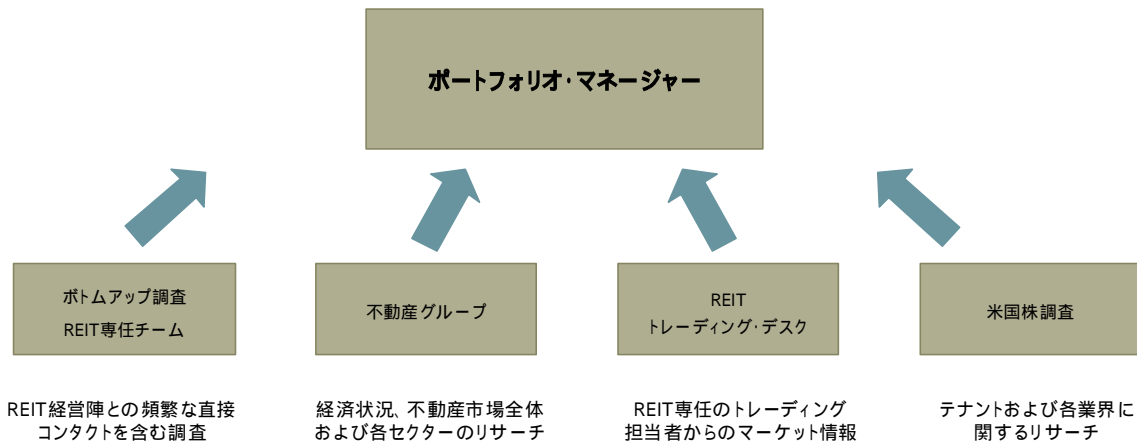 ポートフォリオ・マネージャー
ボトムアップ調査
REIT専任チーム
不動産グループ
REIT
トレーディング・デスク
米国株調査
REIT経営陣との頻繁な直接
コンタクトを含む調査
経済状況、不動産市場全体
および各セクターのリサーチ
REIT専任のトレーディング
担当者からのマーケット情報
テナントおよび各業界に
関するリサーチ